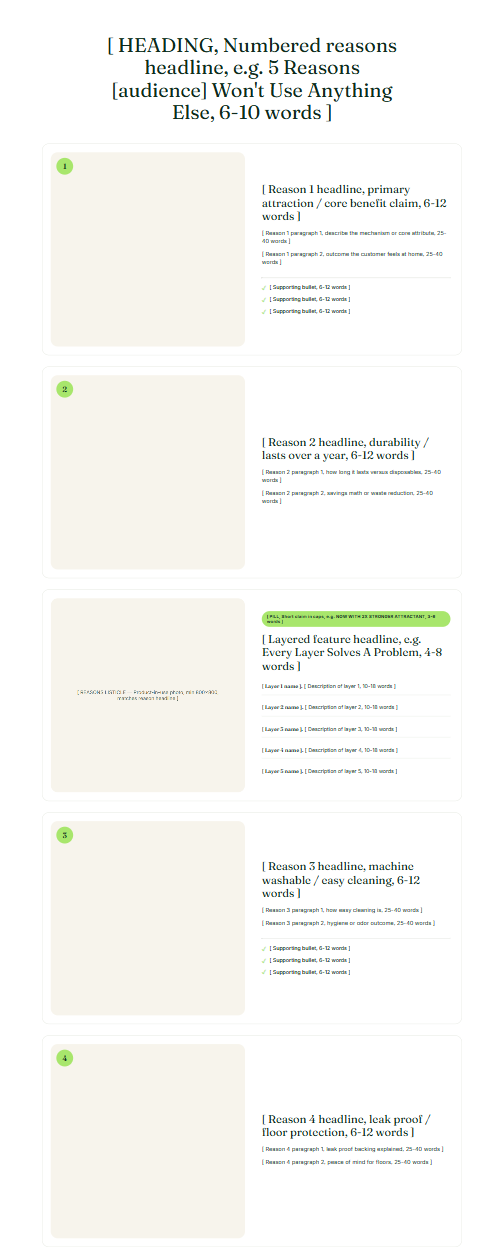 [ HEADING, Numbered reasons
headline, e.g. 5 Reasons
[audience] Won't Use Anything
Else, 6-10 words ]
1
[ Reason 1 headline, primary
attraction / core benefit claim, 6-12
words ]
[ Reason 1 paragraph 1, describe the mechanism or core attribute, 25-
40 words ]
[ Reason 1 paragraph 2, outcome the customer feels at home, 25-40
words ]
✓ [ Supporting bullet, 6-12 words ]
✓ [ Supporting bullet, 6-12 words ]
✓ [ Supporting bullet, 6-12 words ]
2
[ Reason 2 headline, durability /
lasts over a year, 6-12 words ]
[ Reason 2 paragraph 1, how long it lasts versus disposables, 25-40
words ]
[ Reason 2 paragraph 2, savings math or waste reduction, 25-40
words ]
[ REASONS LISTICLE — Product-in-use photo, min 800×800,
matches reason headline ]
[ PILL, Short claim in caps, e.g. NOW WITH 2X STRONGER ATTRACTANT, 3-8
words ]
[ Layered feature headline, e.g.
Every Layer Solves A Problem, 4-8
words ]
[ Layer 1 name ]. [ Description of layer 1, 10-18 words ]
[ Layer 2 name ]. [ Description of layer 2, 10-18 words ]
[ Layer 3 name ]. [ Description of layer 3, 10-18 words ]
[ Layer 4 name ]. [ Description of layer 4, 10-18 words ]
[ Layer 5 name ]. [ Description of layer 5, 10-18 words ]
3
[ Reason 3 headline, machine
washable / easy cleaning, 6-12
words ]
[ Reason 3 paragraph 1, how easy cleaning is, 25-40 words ]
[ Reason 3 paragraph 2, hygiene or odor outcome, 25-40 words ]
✓ [ Supporting bullet, 6-12 words ]
✓ [ Supporting bullet, 6-12 words ]
✓ [ Supporting bullet, 6-12 words ]
4
[ Reason 4 headline, leak proof /
floor protection, 6-12 words ]
[ Reason 4 paragraph 1, leak proof backing explained, 25-40 words ]
[ Reason 4 paragraph 2, peace of mind for floors, 25-40 words ]